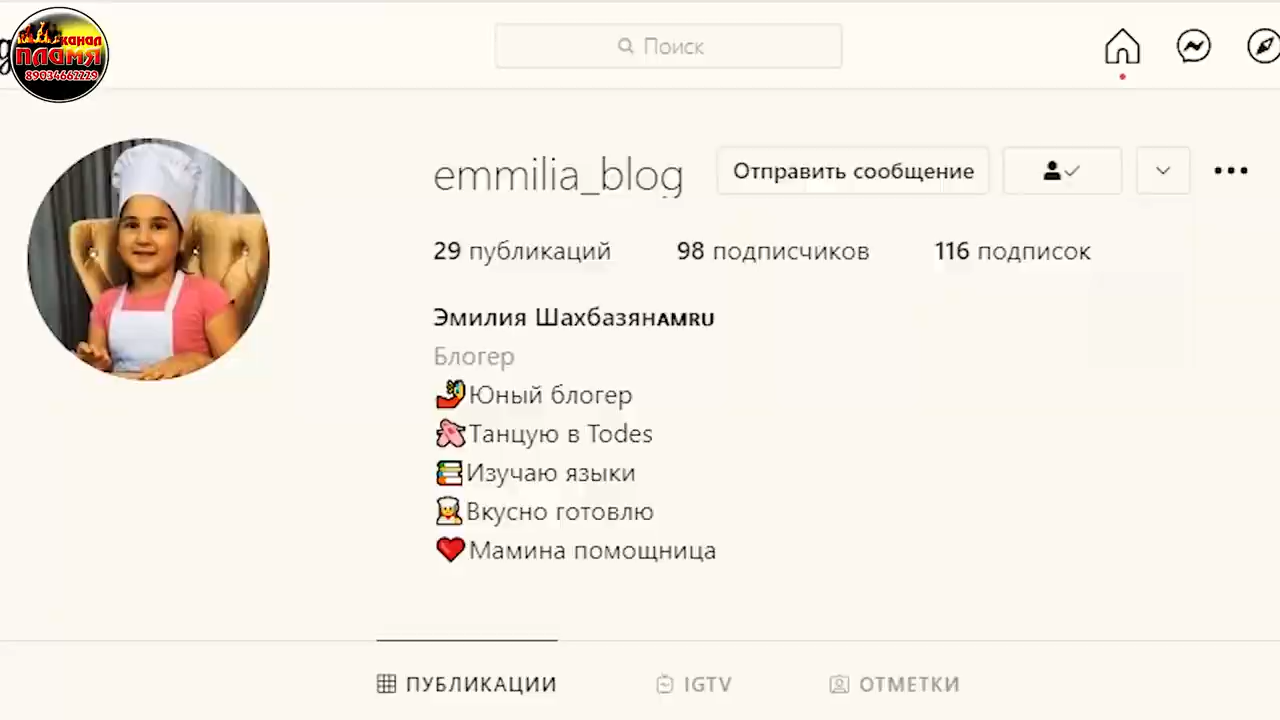 канал
пламя
89034662229
Поиск
emmilia_blog
Отправить сообщение
29 публикаций 98 подписчиков 116 подписок
Эмилия ШахбазянAMRU
Блогер
Юный блогер
Танцую в Todes
Изучаю языки
Вкусно готовлю
Мамина помощница
ПУБЛИКАЦИИ IGTV ОТМЕТКИ